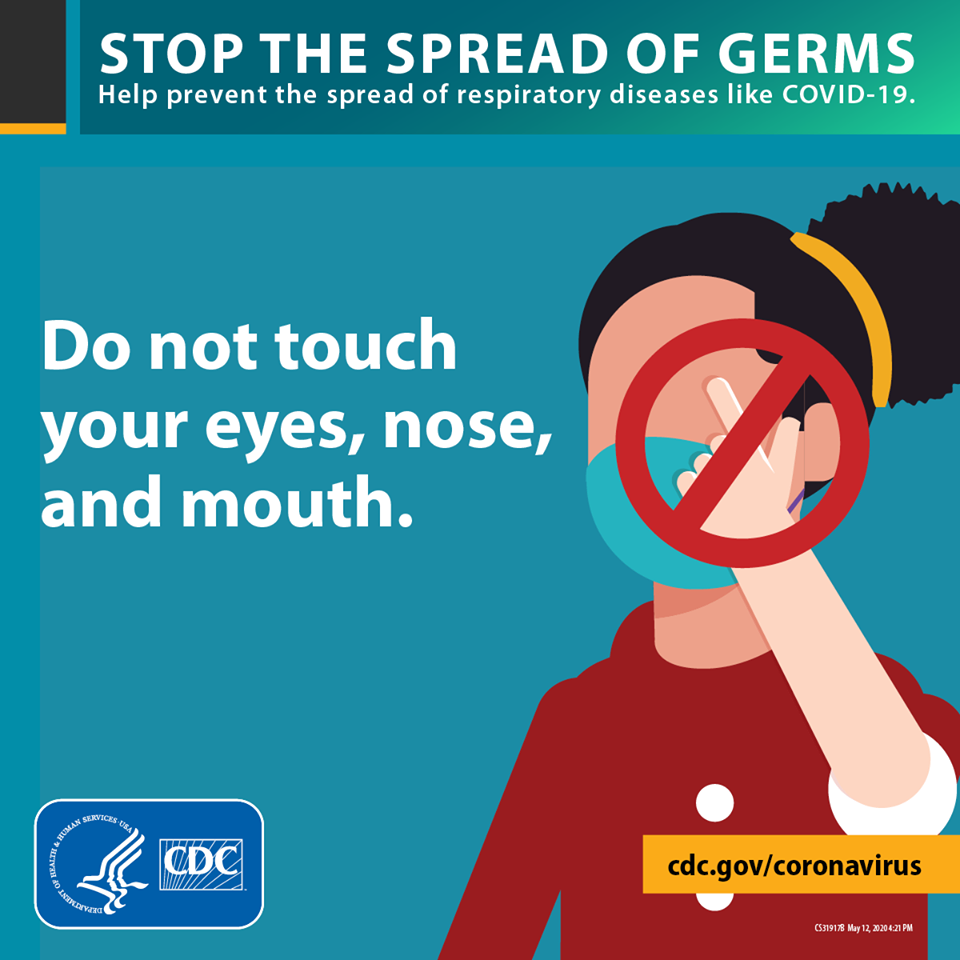 STOP THE SPREAD OF GERMS
Help prevent the spread of respiratory diseases like COVID-19.
Do not touch
your eyes, nose,
and mouth.
DEPARTMENT OF HEALTH & HUMAN SERVICES · USA
CDC
cdc.gov/coronavirus
CS319178 May 12, 2020 4:21 PM